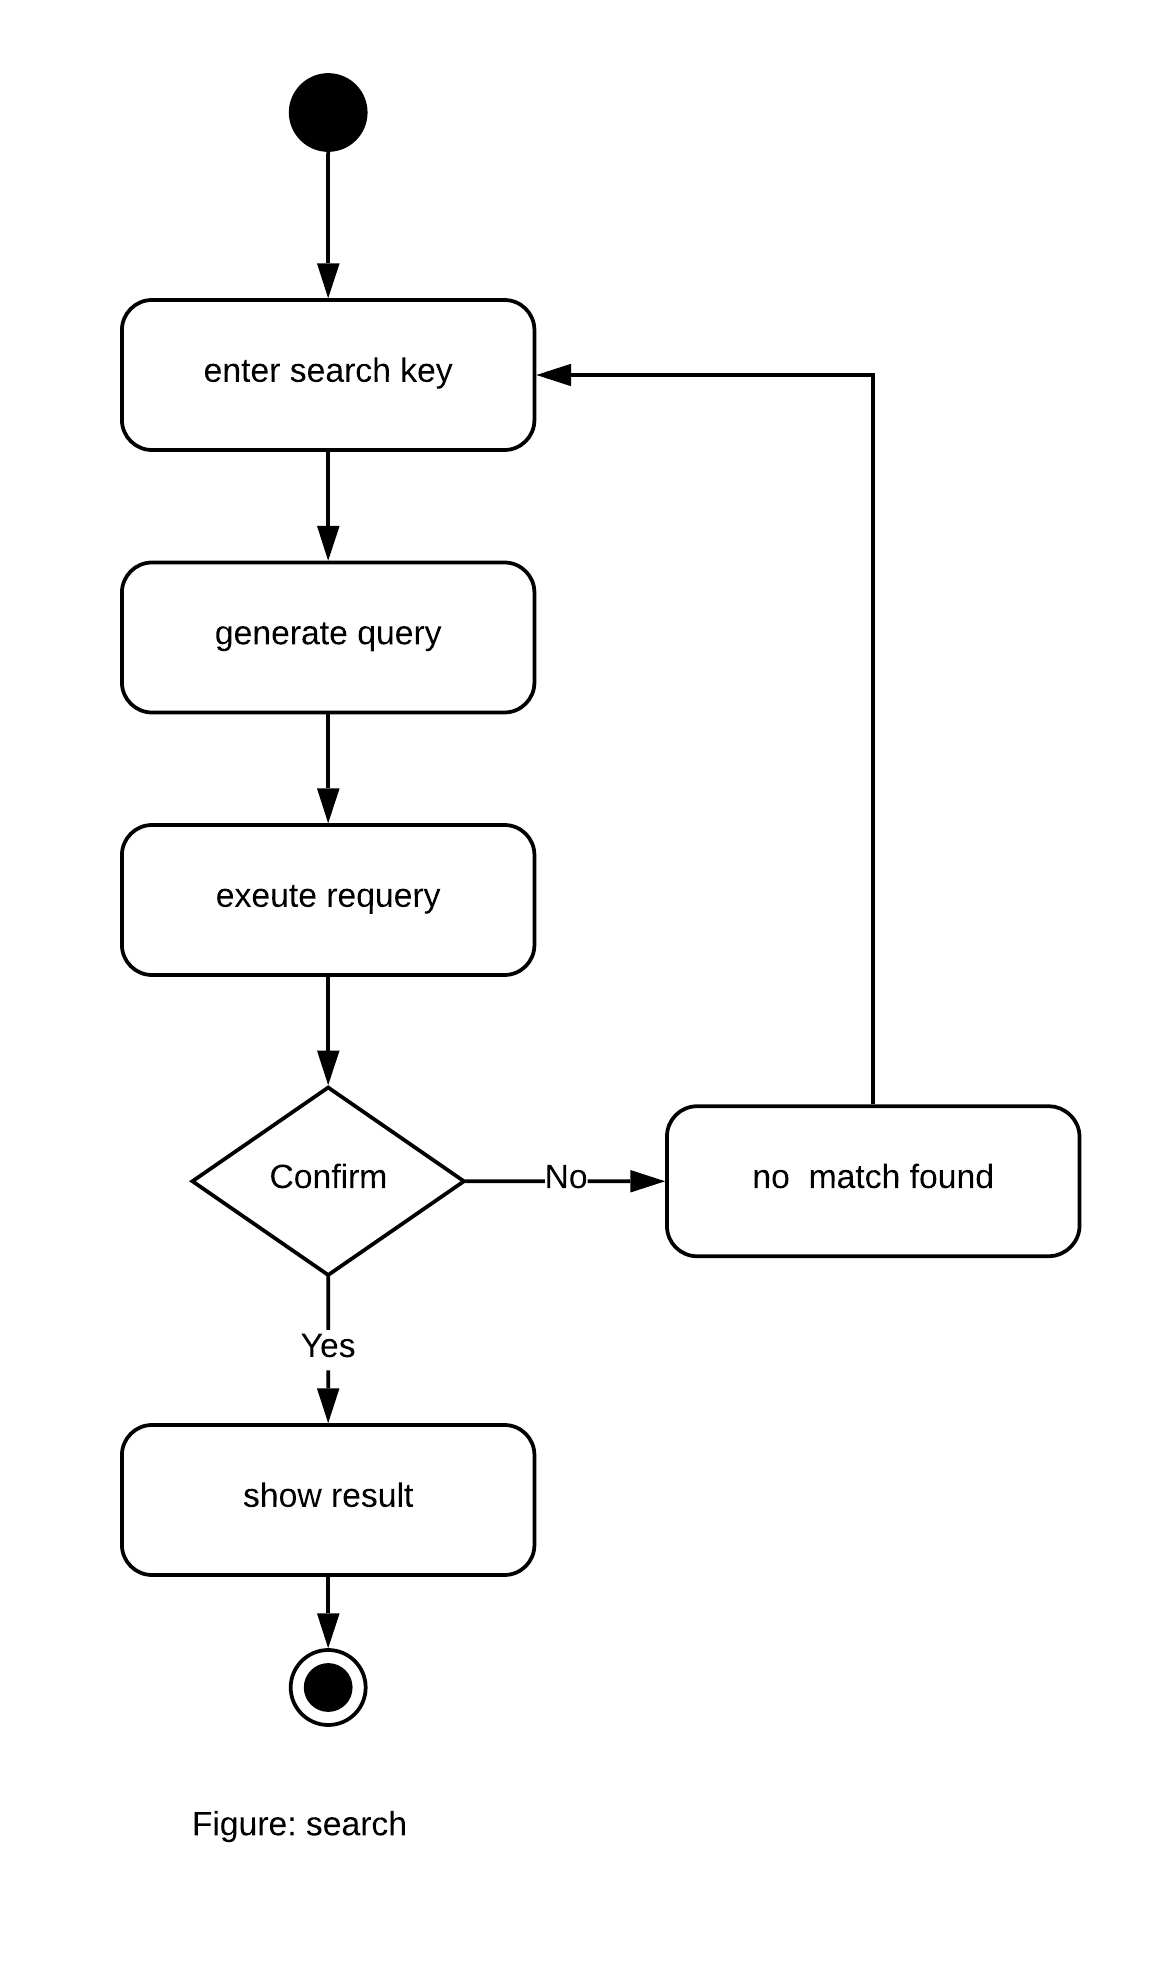 enter search key
generate query
exeute requery
Confirm
No
no  match found
Yes
show result
Figure: search